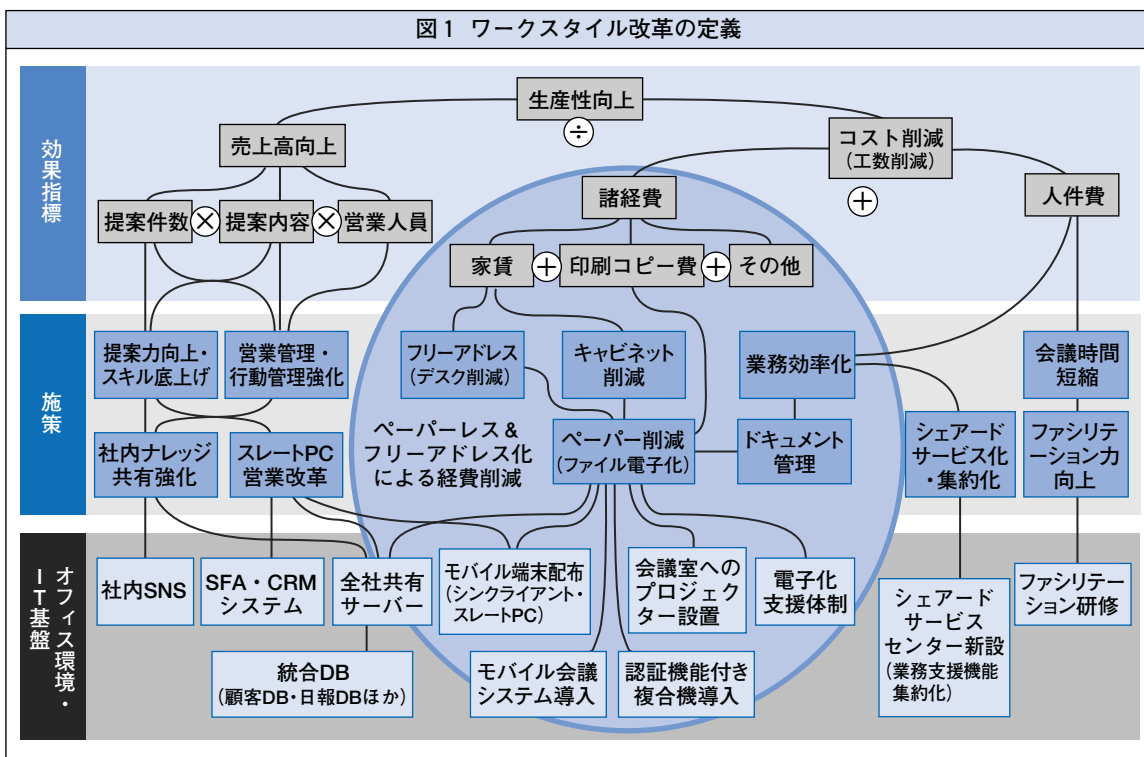 図1 ワークスタイル改革の定義
効果指標
生産性向上
÷
売上高向上
コスト削減
（工数削減）
＋
諸経費
人件費
提案件数
×
提案内容
×
営業人員
家賃
＋
印刷コピー費
＋
その他
施策
提案力向上・
スキル底上げ
営業管理・
行動管理強化
フリーアドレス
（デスク削減）
キャビネット
削減
業務効率化
会議時間
短縮
社内ナレッジ
共有強化
スレートPC
営業改革
ペーパーレス＆
フリーアドレス化
による経費削減
ペーパー削減
（ファイル電子化）
ドキュメント
管理
シェアード
サービス化
・集約化
ファシリテ
ーション力
向上
オフィス環境・
IT基盤
社内SNS
SFA・CRM
システム
全社共有
サーバー
モバイル端末配布
（シンクライアント・
スレートPC）
会議室への
プロジェク
ター設置
電子化
支援体制
シェアード
サービス
センター新設
（業務支援機能
集約化）
ファシリテー
ション研修
統合DB
（顧客DB・日報DBほか）
モバイル会議
システム導入
認証機能付き
複合機導入